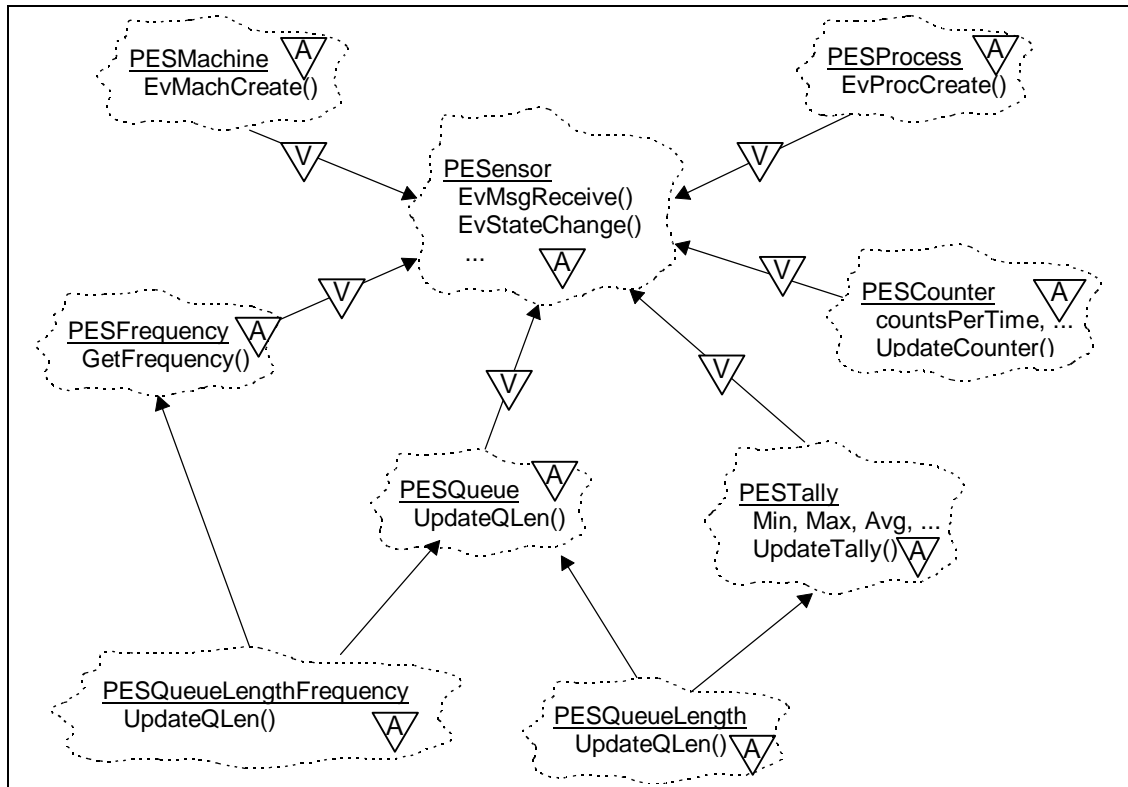 PESMachine A
EvMachCreate()
PESProcess A
EvProcCreate()
V
V
PESensor
EvMsgReceive()
EvStateChange()
... A
V
V
PESCounter A
countsPerTime, ...
UpdateCounter()
PESFrequency A
GetFrequency()
V
V
PESQueue A
UpdateQLen()
PESTally
Min, Max, Avg, ...
UpdateTally() A
PESQueueLengthFrequency
UpdateQLen() A
PESQueueLength
UpdateQLen() A